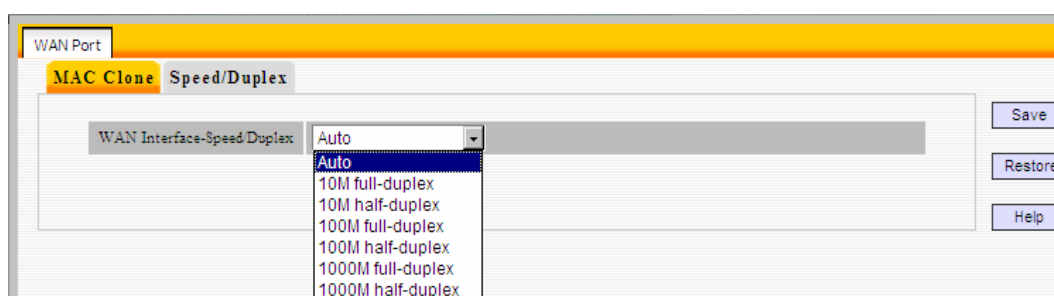 WAN Port
MAC Clone Speed/Duplex
WAN Interface-Speed/Duplex Auto
Auto
10M full-duplex
10M half-duplex
100M full-duplex
100M half-duplex
1000M full-duplex
1000M half-duplex
Save
Restore
Help